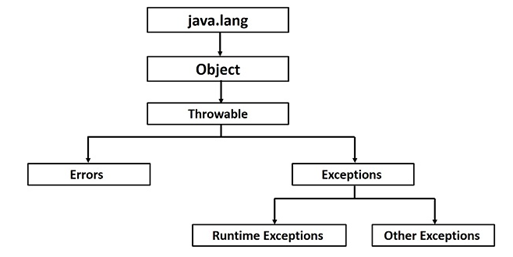 java.lang
Object
Throwable
Errors
Exceptions
Runtime Exceptions
Other Exceptions